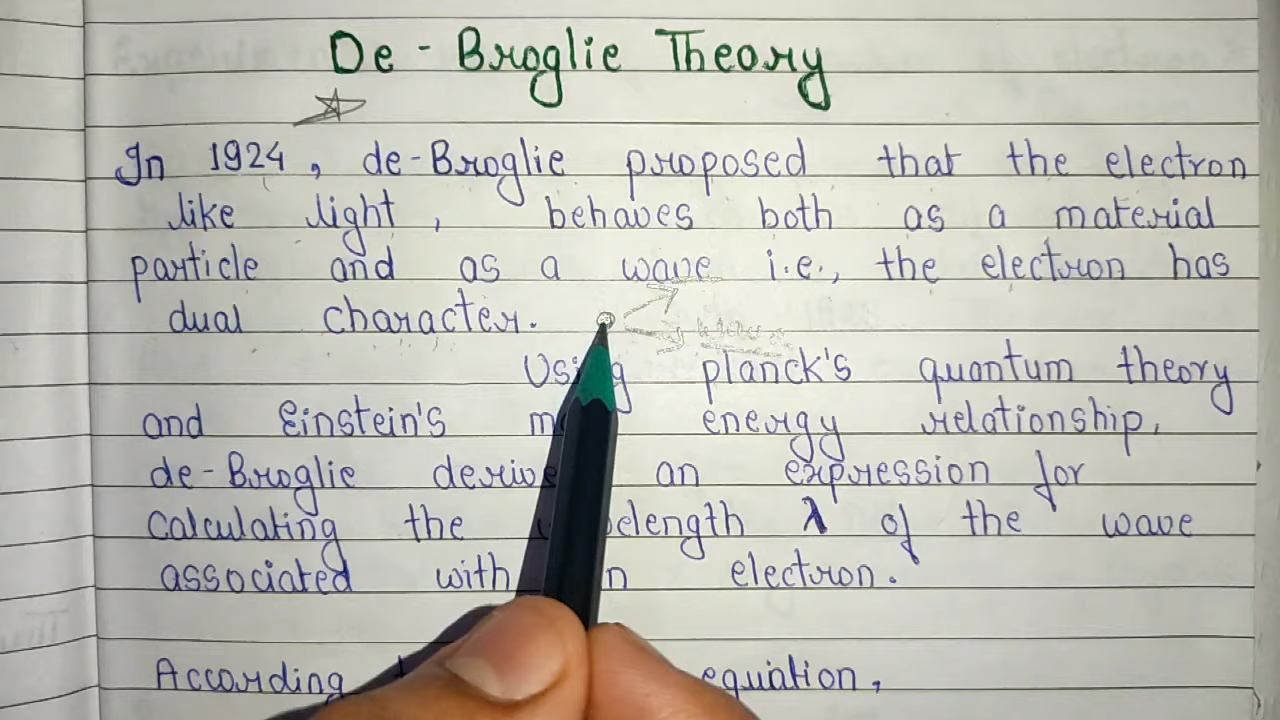 De-Broglie Theory
In 1924, de-Broglie proposed that the electron
like light, behaves both as a material
particle and as a wave i.e., the electron has
dual character.
Using planck's quantum theory
and Einstein's energy relationship,
de-Broglie an expression for
calculating the λ of the wave
associated with electron.
According equation,